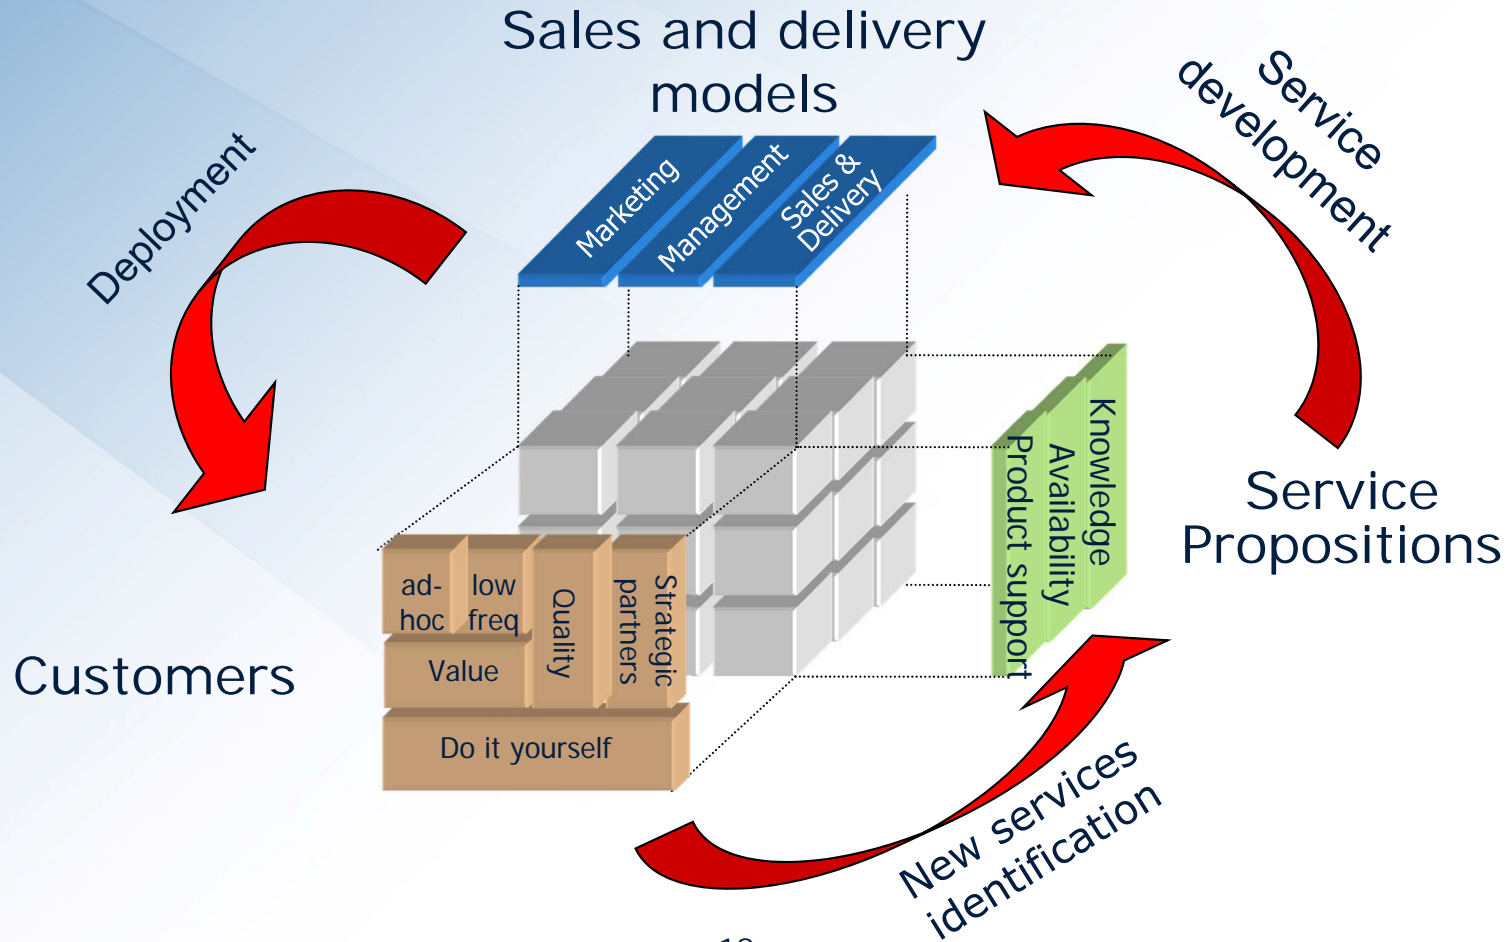 Sales and delivery
models
Service
development
Deployment
Marketing
Management
Sales &
Delivery
Knowledge
Availability
Product support
Service
Propositions
ad-
hoc
low
freq
Quality
Strategic
partners
Value
Customers
Do it yourself
New services
identification